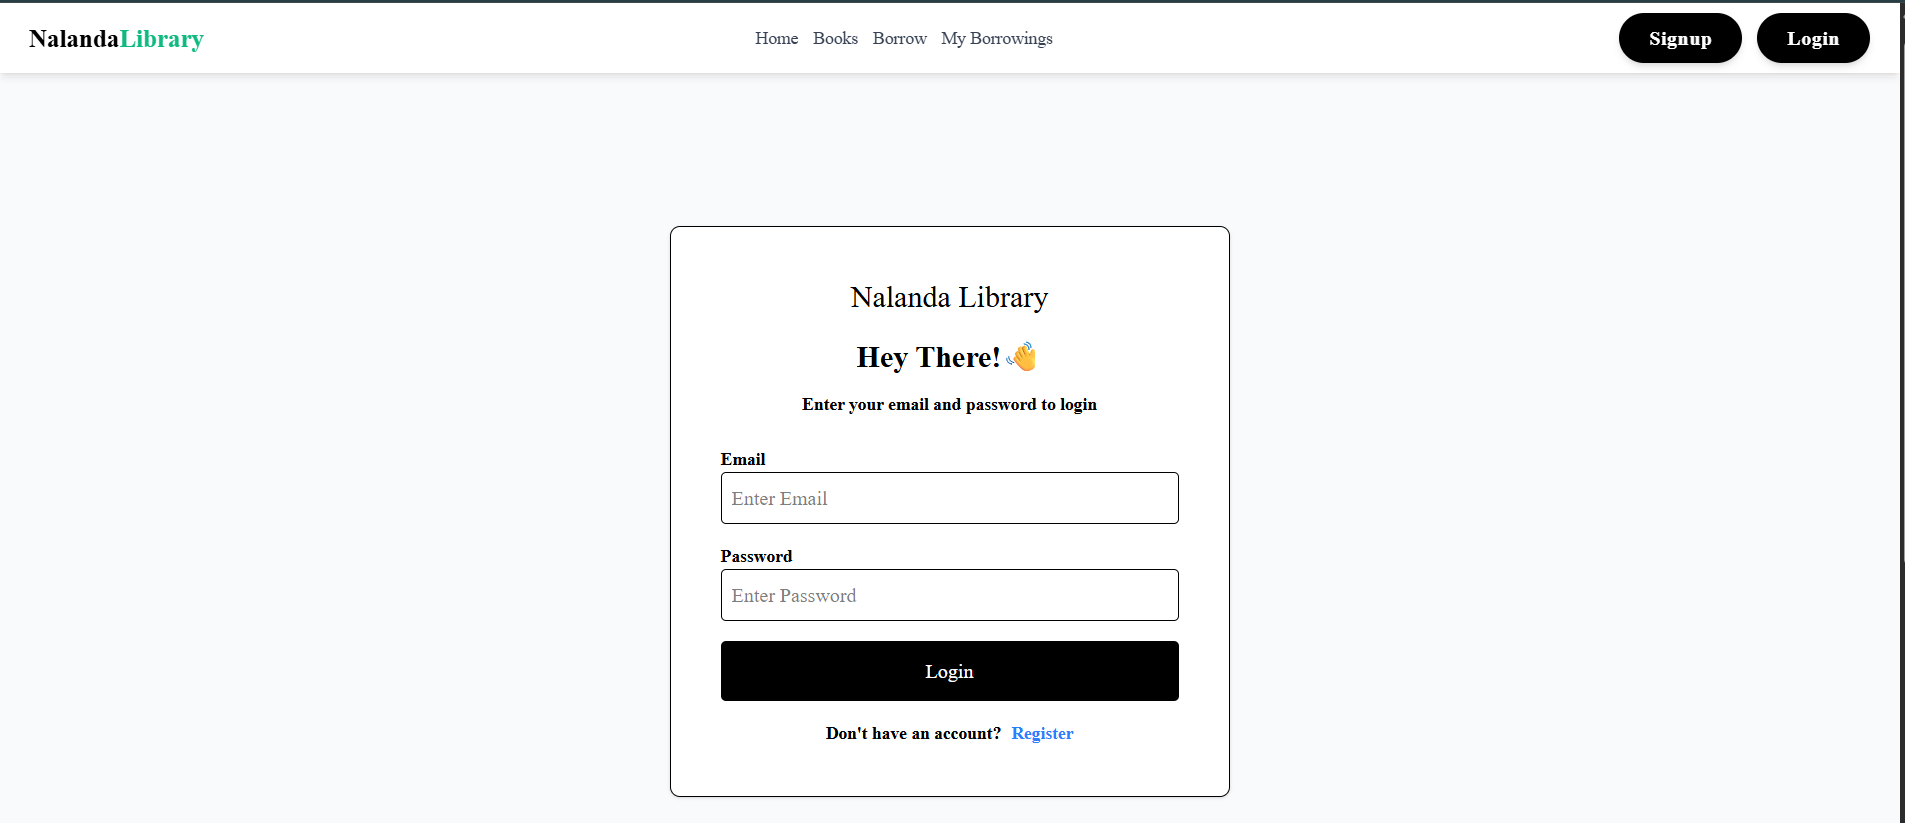 NalandaLibrary Home Books Borrow My Borrowings Signup Login
Nalanda Library
Hey There! 👋
Enter your email and password to login
Email
Enter Email
Password
Enter Password
Login
Don't have an account? Register